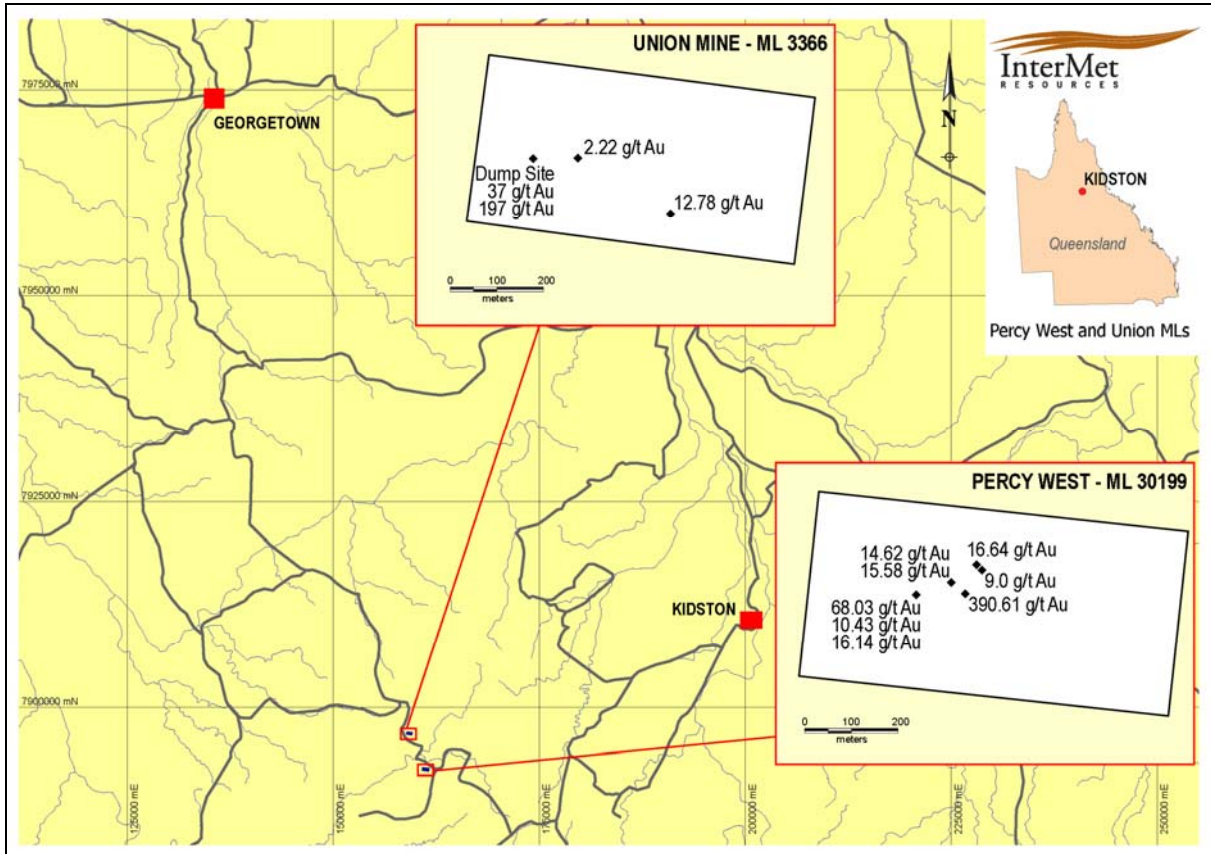 UNION MINE - ML 3366
2.22 g/t Au
Dump Site
37 g/t Au
197 g/t Au
12.78 g/t Au
0 100 200
meters
N
InterMet
RESOURCES
KIDSTON
Queensland
Percy West and Union MLs
7975000 mN
GEORGETOWN
7950000 mN
7925000 mN
PERCY WEST - ML 30199
14.62 g/t Au
15.58 g/t Au
16.64 g/t Au
9.0 g/t Au
390.61 g/t Au
68.03 g/t Au
10.43 g/t Au
16.14 g/t Au
0 100 200
meters
KIDSTON
7900000 mN
125000 mE
150000 mE
175000 mE
200000 mE
225000 mE
250000 mE